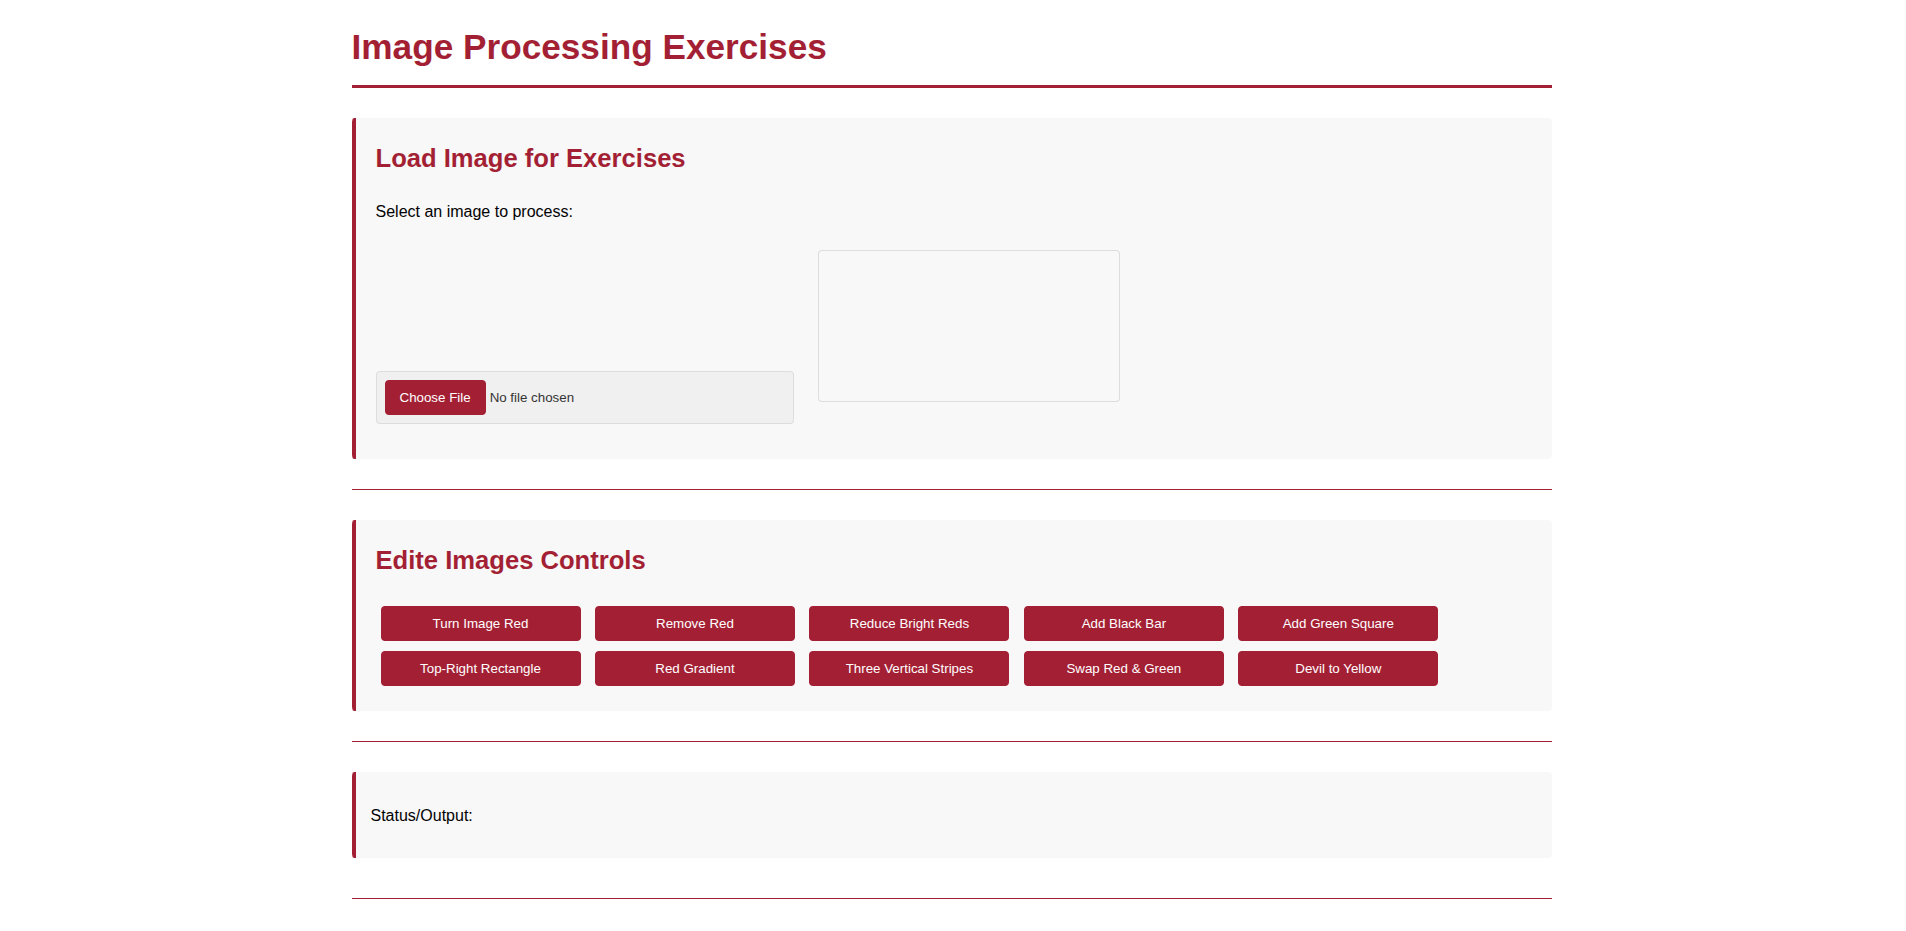 Image Processing Exercises
Load Image for Exercises
Select an image to process:
Choose File No file chosen
Edite Images Controls
Turn Image Red Remove Red Reduce Bright Reds Add Black Bar Add Green Square
Top-Right Rectangle Red Gradient Three Vertical Stripes Swap Red & Green Devil to Yellow
Status/Output: